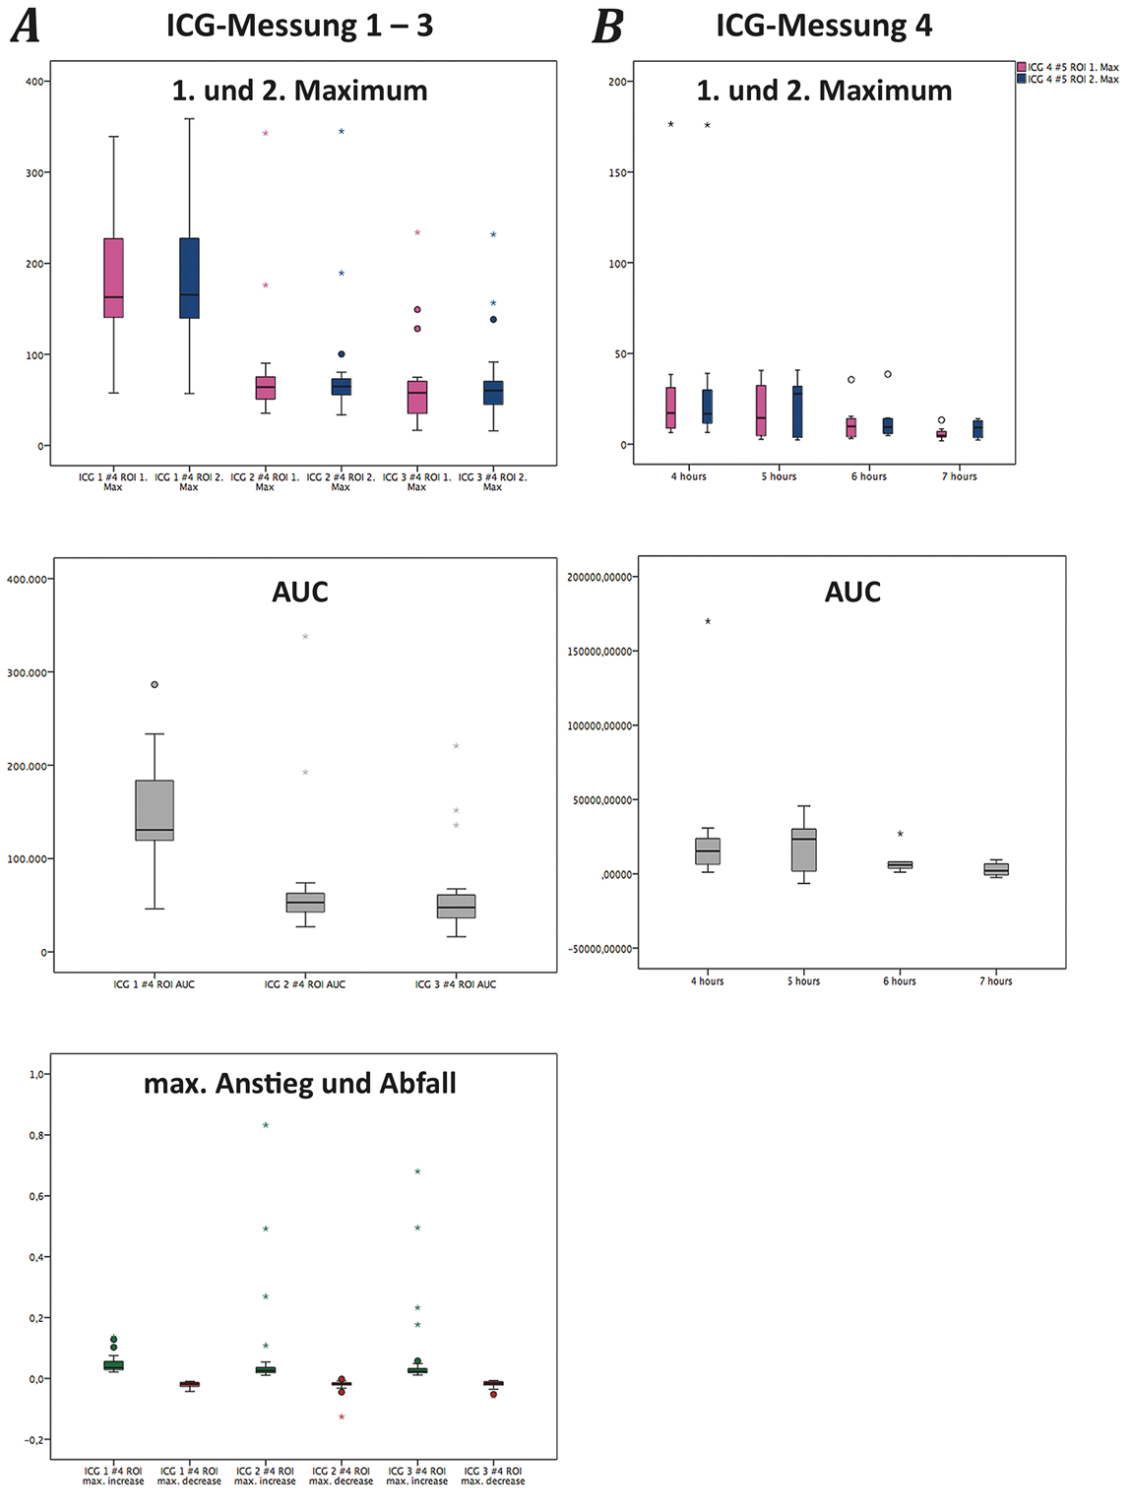 A ICG-Messung 1 – 3
1. und 2. Maximum
400
300
200
100
0
ICG 1 #4 ROI 1. Max
ICG 1 #4 ROI 2. Max
ICG 2 #4 ROI 1. Max
ICG 2 #4 ROI 2. Max
ICG 3 #4 ROI 1. Max
ICG 3 #4 ROI 2. Max
B ICG-Messung 4
1. und 2. Maximum
ICG 4 #5 ROI 1. Max
ICG 4 #5 ROI 2. Max
200
150
100
50
0
4 hours 5 hours 6 hours 7 hours
AUC
400.000
300.000
200.000
100.000
0
ICG 1 #4 ROI AUC ICG 2 #4 ROI AUC ICG 3 #4 ROI AUC
AUC
200000,00000
150000,00000
100000,00000
50000,00000
,00000
-50000,00000
4 hours 5 hours 6 hours 7 hours
max. Anstieg und Abfall
1,0
0,8
0,6
0,4
0,2
0,0
-0,2
ICG 1 #4 ROI max. increase
ICG 1 #4 ROI max. decrease
ICG 2 #4 ROI max. increase
ICG 2 #4 ROI max. decrease
ICG 3 #4 ROI max. increase
ICG 3 #4 ROI max. decrease